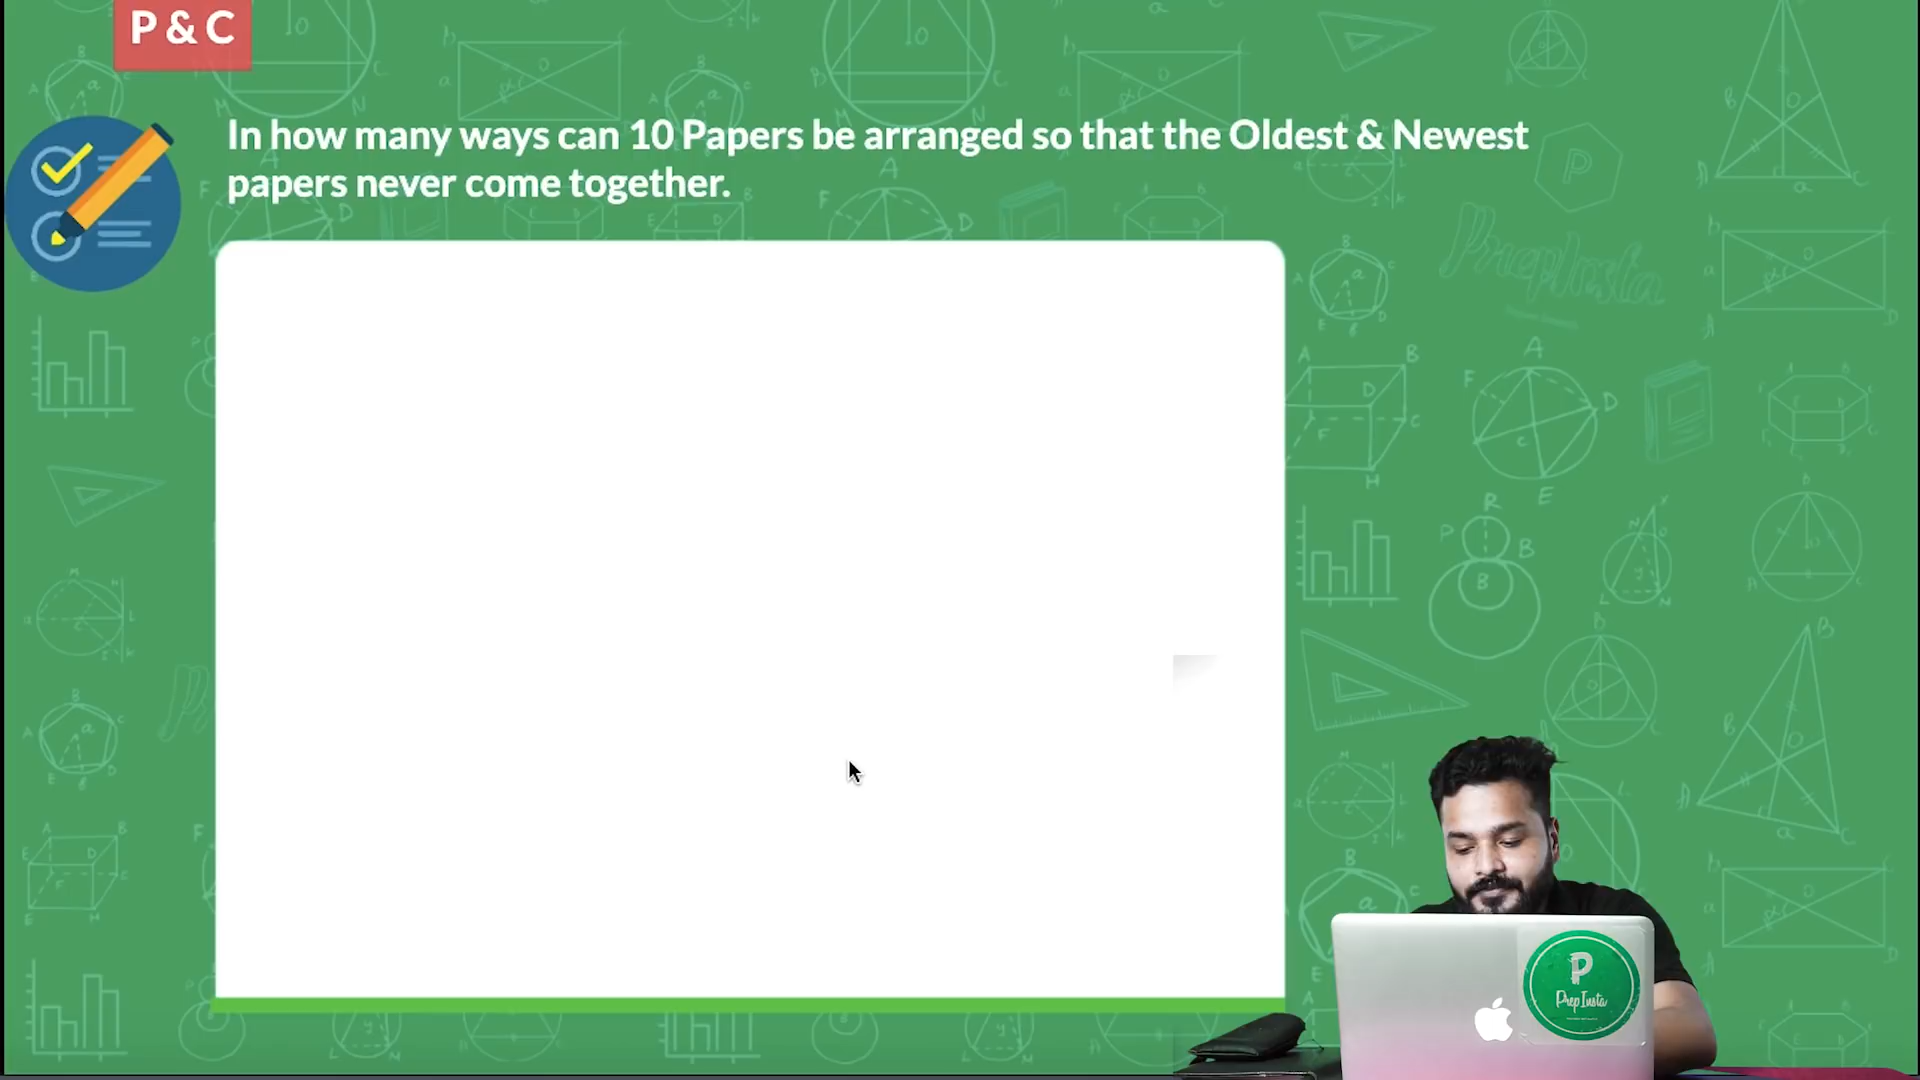 P & C
In how many ways can 10 Papers be arranged so that the Oldest & Newest
papers never come together.
PrepInsta
P
PrepInsta